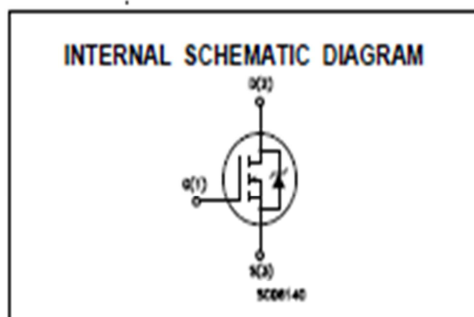 INTERNAL SCHEMATIC DIAGRAM
D(2)
G(1)
S(3)
SC06140